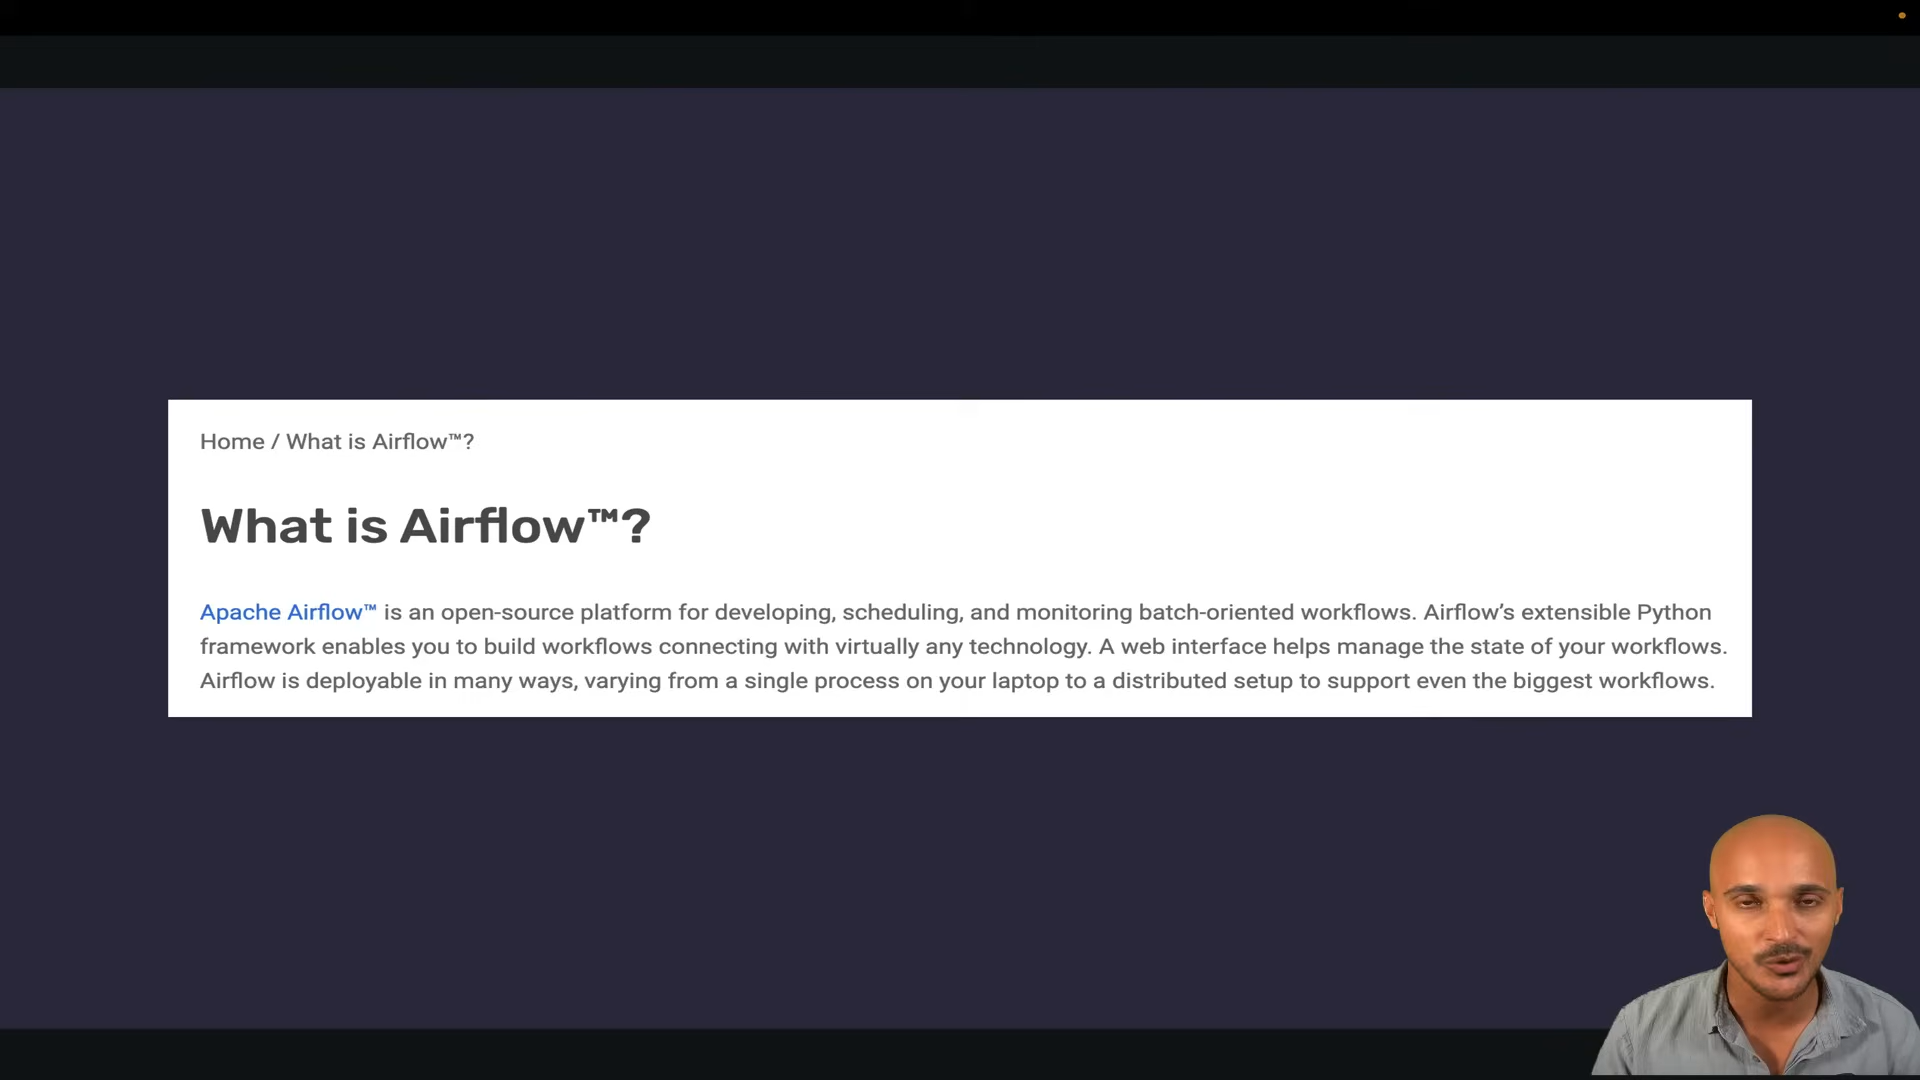 Home / What is Airflow™?
What is Airflow™?
Apache Airflow™ is an open-source platform for developing, scheduling, and monitoring batch-oriented workflows. Airflow’s extensible Python
framework enables you to build workflows connecting with virtually any technology. A web interface helps manage the state of your workflows.
Airflow is deployable in many ways, varying from a single process on your laptop to a distributed setup to support even the biggest workflows.